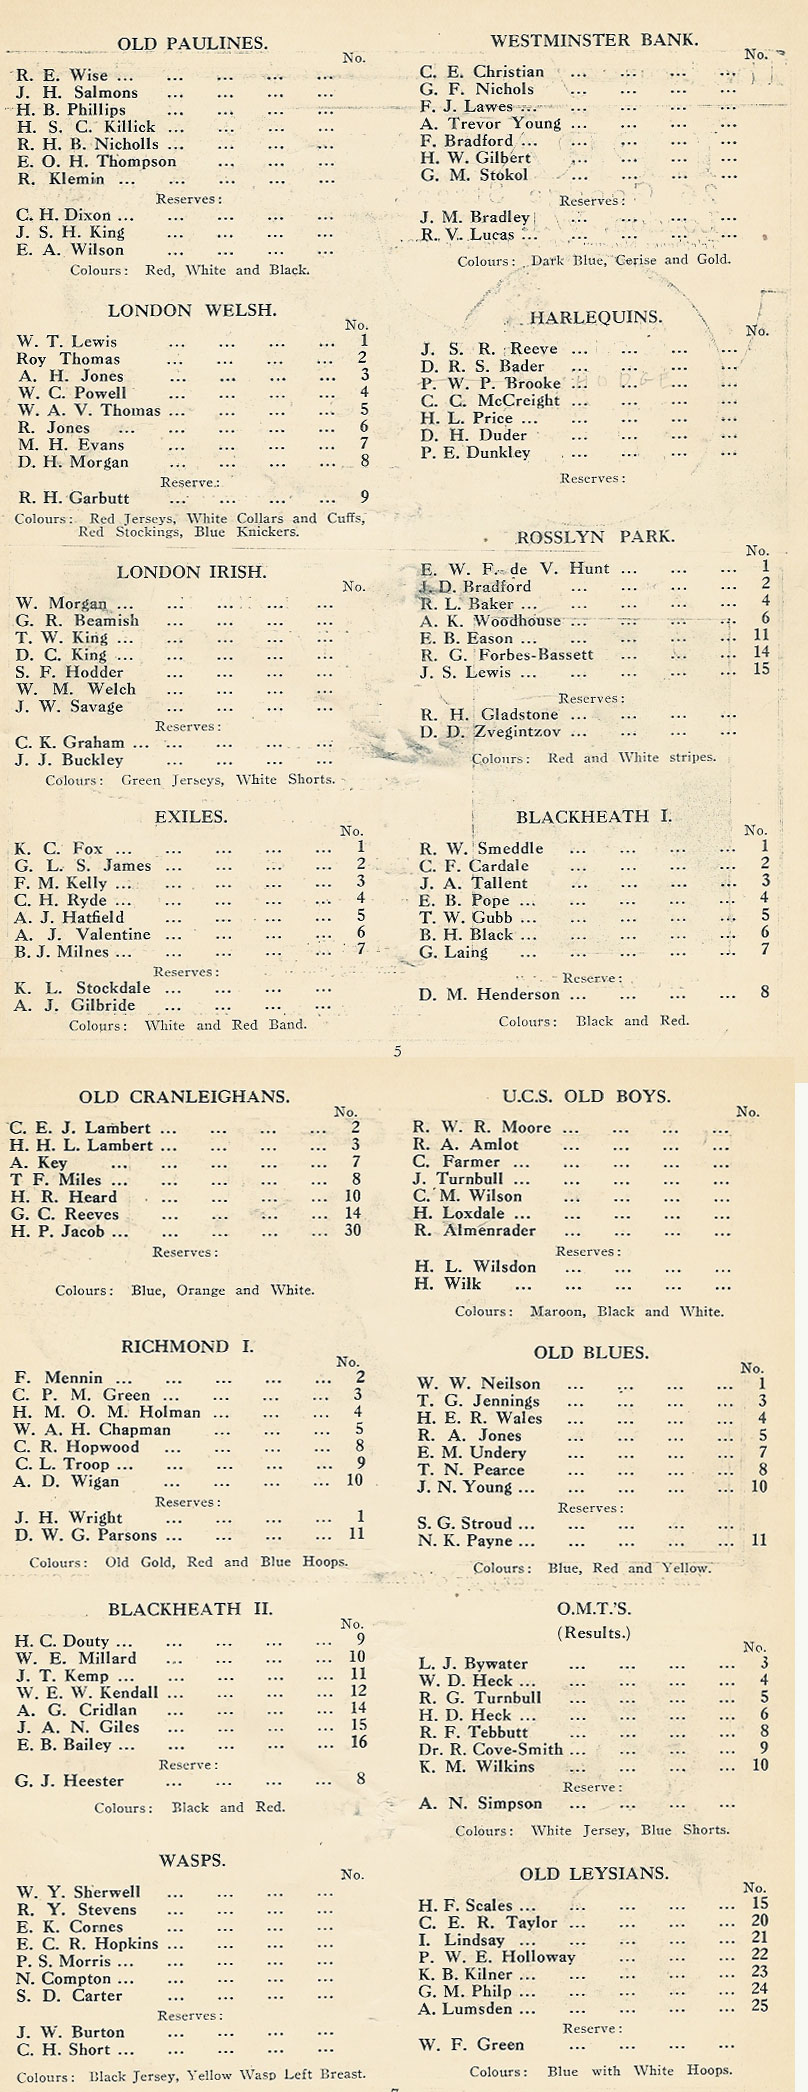 OLD PAULINES.
No.
R. E. Wise ... ... ... ... ...
J. H. Salmons ... ... ... ...
H. B. Phillips ... ... ... ...
H. S. C. Killick ... ... ... ... ...
R. H. B. Nicholls ... ... ... ... ...
E. O. H. Thompson ... ... ...
R. Klemin ... ... ... ... ...
Reserves:
C. H. Dixon ... ... ... ... ...
J. S. H. King ... ... ... ...
E. A. Wilson ... ... ... ...
Colours: Red, White and Black.
LONDON WELSH.
No.
W. T. Lewis ... ... ... ... 1
Roy Thomas ... ... ... ... 2
A. H. Jones ... ... ... ... 3
W. C. Powell ... ... ... ... 4
W. A. V. Thomas ... ... ... ... ... 5
R. Jones ... ... ... ... ... 6
M. H. Evans ... ... ... ... 7
D. H. Morgan ... ... ... ... 8
Reserve:
R. H. Garbutt ... ... ... ... 9
Colours: Red Jerseys, White Collars and Cuffs,
Red Stockings, Blue Knickers.
LONDON IRISH.
No.
W. Morgan ... ... ... ... ...
G. R. Beamish ... ... ... ...
T. W. King ... ... ... ... ...
D. C. King ... ... ... ... ...
S. F. Hodder ... ... ... ...
W. M. Welch ... ... ... ...
J. W. Savage ... ... ... ...
Reserves:
C. K. Graham ... ... ... ... ...
J. J. Buckley ... ... ... ...
Colours: Green Jerseys, White Shorts.
EXILES.
No.
K. C. Fox ... ... ... ... ... 1
G. L. S. James ... ... ... ... 2
F. M. Kelly ... ... ... ... ... 3
C. H. Ryde ... ... ... ... ... 4
A. J. Hatfield ... ... ... ... 5
A. J. Valentine ... ... ... ... 6
B. J. Milnes ... ... ... ... ... 7
Reserves:
K. L. Stockdale ... ... ... ...
A. J. Gilbride ... ... ... ...
Colours: White and Red Band.
WESTMINSTER BANK.
No.
C. E. Christian ... ... ... ...
G. F. Nichols ... ... ... ...
F. J. Lawes ... ... ... ... ...
A. Trevor Young ... ... ... ...
F. Bradford ... ... ... ... ...
H. W. Gilbert ... ... ... ...
G. M. Stokol ... ... ... ...
Reserves:
J. M. Bradley ... ... ... ...
R. V. Lucas ... ... ... ... ...
Colours: Dark Blue, Cerise and Gold.
HARLEQUINS.
No.
J. S. R. Reeve ... ... ... ...
D. R. S. Bader ... ... ... ...
P. W. P. Brooke ... ... ... ...
C. C. McCreight ... ... ... ...
H. L. Price ... ... ... ... ...
D. H. Duder ... ... ... ...
P. E. Dunkley ... ... ... ...
Reserves:
ROSSLYN PARK.
No.
E. W. F. de V. Hunt ... ... ... 1
J. D. Bradford ... ... ... ... 2
R. L. Baker ... ... ... ... ... 4
A. K. Woodhouse ... ... ... ... 6
E. B. Eason ... ... ... ... ... 11
R. G. Forbes-Bassett ... ... ... 14
J. S. Lewis ... ... ... ... ... 15
Reserves:
R. H. Gladstone ... ... ... ...
D. D. Zvegintzov ... ... ... ...
Colours: Red and White stripes.
BLACKHEATH I.
No.
R. W. Smeddle ... ... ... ... 1
C. F. Cardale ... ... ... ... 2
J. A. Tallent ... ... ... ... 3
E. B. Pope ... ... ... ... ... 4
T. W. Gubb ... ... ... ... ... 5
B. H. Black ... ... ... ... ... 6
G. Laing ... ... ... ... ... 7
Reserve:
D. M. Henderson ... ... ... ... 8
Colours: Black and Red.
5
OLD CRANLEIGHANS.
No.
C. E. J. Lambert ... ... ... ... 2
H. H. L. Lambert ... ... ... ... 3
A. Key ... ... ... ... 7
T F. Miles ... ... ... ... ... 8
H. R. Heard ... ... ... 10
G. C. Reeves ... ... ... 14
H. P. Jacob ... ... ... ... ... 30
Reserves:
Colours: Blue, Orange and White.
RICHMOND I.
No.
F. Mennin ... ... ... ... ... 2
C. P. M. Green ... ... ... ... 3
H. M. O. M. Holman ... ... ... ... 4
W. A. H. Chapman ... ... ... ... 5
C. R. Hopwood ... ... ... ... 8
C. L. Troop ... ... ... ... ... 9
A. D. Wigan ... ... ... ... 10
Reserves:
J. H. Wright ... ... ... ... 1
D. W. G. Parsons ... ... ... ... ... 11
Colours: Old Gold, Red and Blue Hoops.
BLACKHEATH II.
No.
H. C. Douty ... ... ... ... ... 9
W. E. Millard ... ... ... ... 10
J. T. Kemp ... ... ... ... ... 11
W. E. W. Kendall ... ... ... ... ... 12
A. G. Cridlan ... ... ... ... 14
J. A. N. Giles ... ... ... ... 15
E. B. Bailey ... ... ... ... ... 16
Reserve:
G. J. Heester ... ... ... ... 8
Colours: Black and Red.
WASPS.
No.
W. Y. Sherwell ... ... ... ...
R. Y. Stevens ... ... ... ...
E. K. Cornes ... ... ... ...
E. C. R. Hopkins ... ... ... ... ...
P. S. Morris ... ... ... ... ...
N. Compton ... ... ... ... ...
S. D. Carter ... ... ... ...
Reserves:
J. W. Burton ... ... ... ...
C. H. Short ... ... ... ... ...
Colours: Black Jersey, Yellow Wasp Left Breast.
U.C.S. OLD BOYS.
No.
R. W. R. Moore ... ... ... ...
R. A. Amlot ... ... ... ...
C. Farmer ... ... ... ... ...
J. Turnbull ... ... ... ... ...
C. M. Wilson ... ... ... ...
H. Loxdale ... ... ... ... ...
R. Almenrader ... ... ... ...
Reserves:
H. L. Wilsdon ... ... ... ...
H. Wilk ... ... ... ... ...
Colours: Maroon, Black and White.
OLD BLUES.
No.
W. W. Neilson ... ... ... ... 1
T. G. Jennings ... ... ... ... 3
H. E. R. Wales ... ... ... ... 4
R. A. Jones ... ... ... ... 5
E. M. Undery ... ... ... ... 7
T. N. Pearce ... ... ... ... 8
J. N. Young ... ... ... ... ... 10
Reserves:
S. G. Stroud ... ... ... ... ...
N. K. Payne ... ... ... ... ... 11
Colours: Blue, Red and Yellow.
O.M.T.'S.
(Results.)
No.
L. J. Bywater ... ... ... ... 3
W. D. Heck ... ... ... ... ... 4
R. G. Turnbull ... ... ... ... 5
H. D. Heck ... ... ... ... ... 6
R. F. Tebbutt ... ... ... ... 8
Dr. R. Cove-Smith ... ... ... ... 9
K. M. Wilkins ... ... ... ... 10
Reserve:
A. N. Simpson ... ... ... ...
Colours: White Jersey, Blue Shorts.
OLD LEYSIANS.
No.
H. F. Scales ... ... ... ... ... 15
C. E. R. Taylor ... ... ... ... 20
I. Lindsay ... ... ... ... ... 21
P. W. E. Holloway ... ... ... 22
K. B. Kilner ... ... ... ... ... 23
G. M. Philp ... ... ... ... ... 24
A. Lumsden ... ... ... ... ... 25
Reserve:
W. F. Green ... ... ... ...
Colours: Blue with White Hoops.